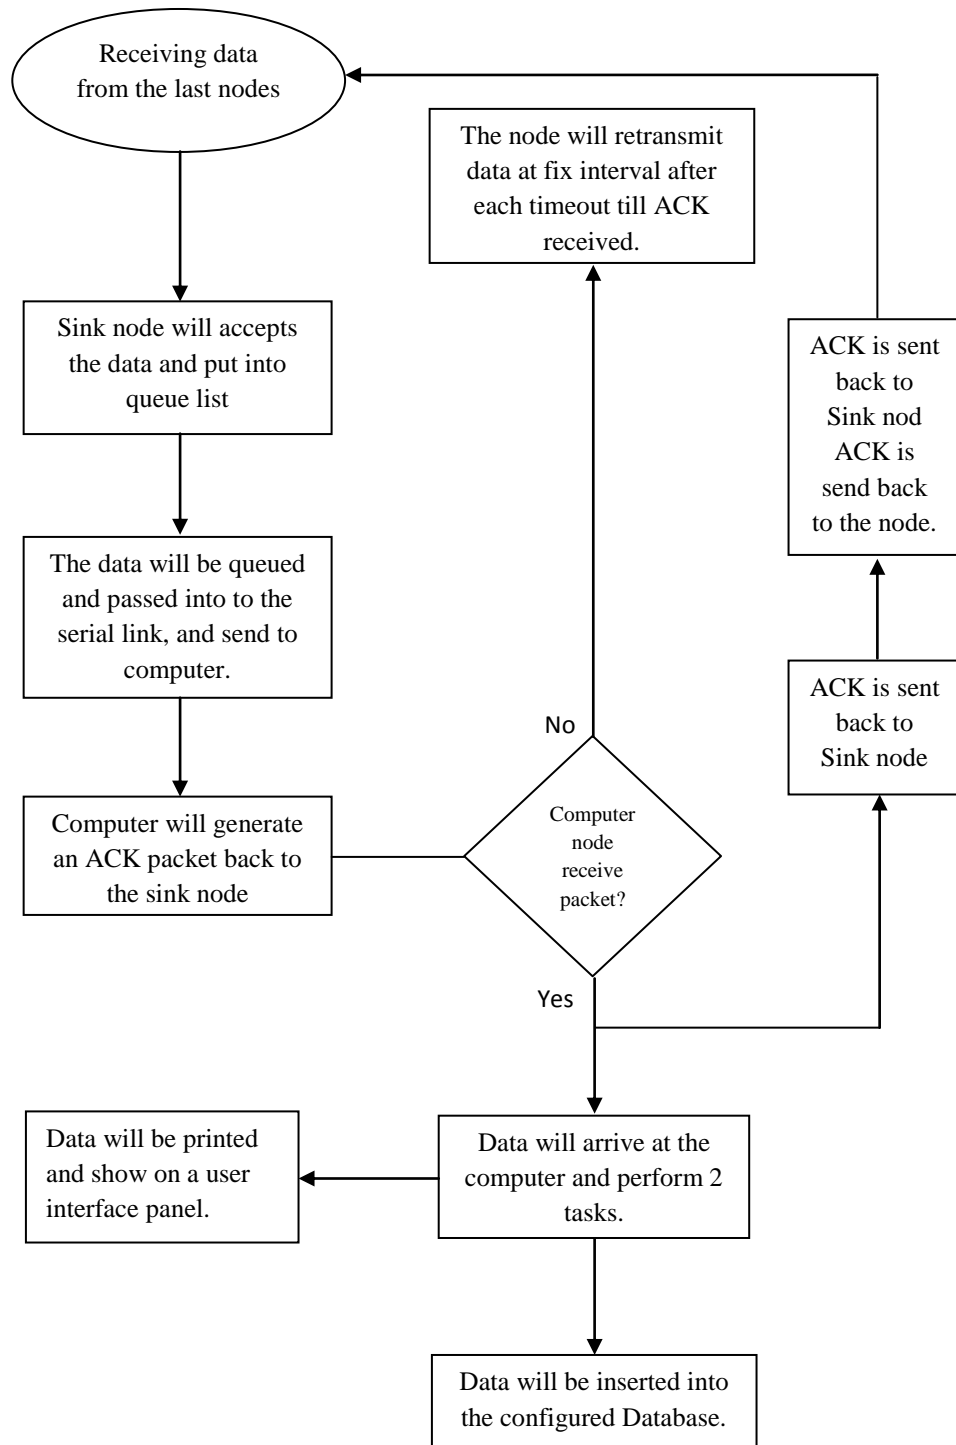 Receiving data
from the last nodes
The node will retransmit
data at fix interval after
each timeout till ACK
received.
Sink node will accepts
the data and put into
queue list
ACK is sent
back to
Sink nod
ACK is
send back
to the node.
The data will be queued
and passed into to the
serial link, and send to
computer.
ACK is sent
back to
Sink node
No
Computer will generate
an ACK packet back to
the sink node
Computer
node
receive
packet?
Yes
Data will be printed
and show on a user
interface panel.
Data will arrive at the
computer and perform 2
tasks.
Data will be inserted into
the configured Database.